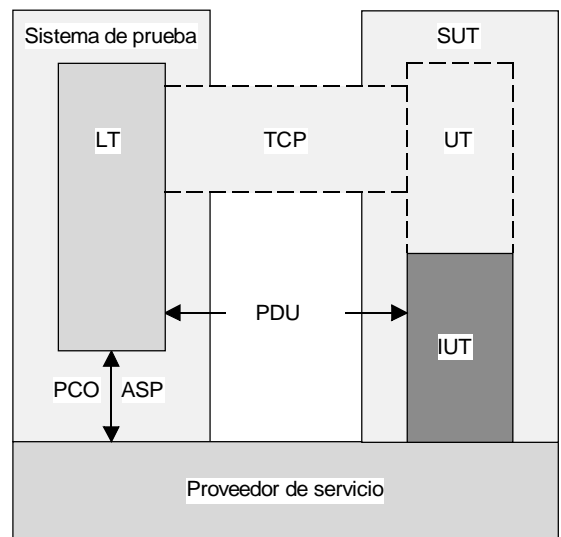 Sistema de prueba
SUT
LT
TCP
UT
PDU
IUT
PCO
ASP
Proveedor de servicio